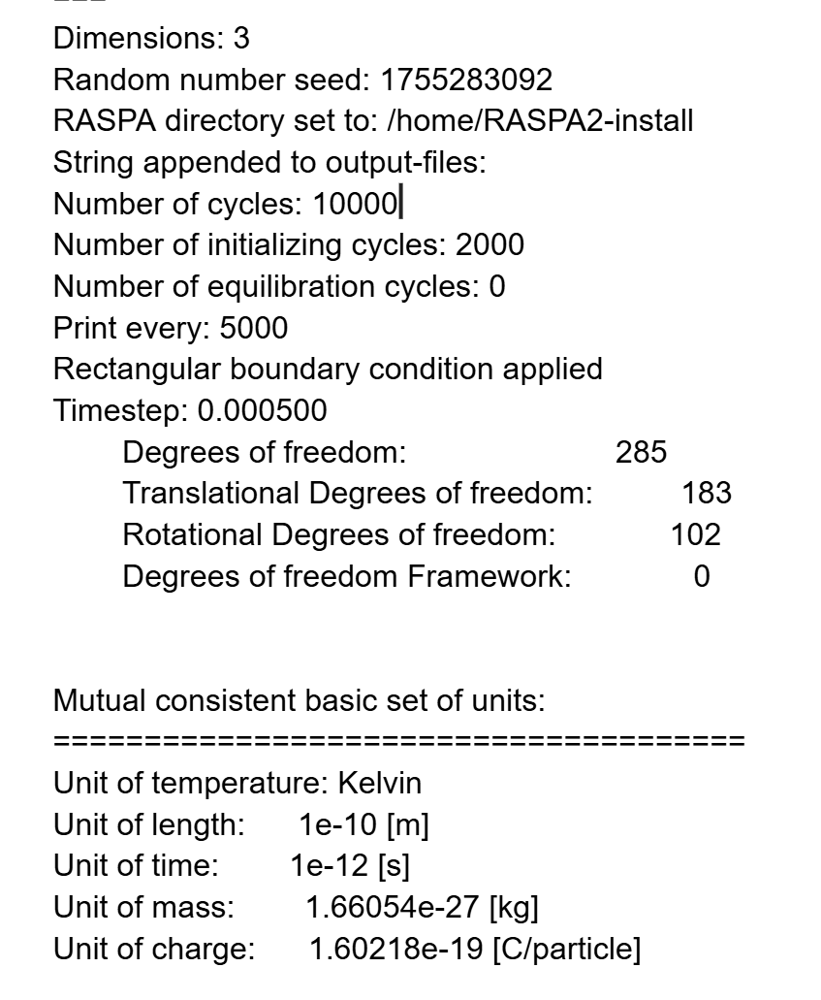 ===
Dimensions: 3
Random number seed: 1755283092
RASPA directory set to: /home/RASPA2-install
String appended to output-files:
Number of cycles: 10000
Number of initializing cycles: 2000
Number of equilibration cycles: 0
Print every: 5000
Rectangular boundary condition applied
Timestep: 0.000500
Degrees of freedom: 285
Translational Degrees of freedom: 183
Rotational Degrees of freedom: 102
Degrees of freedom Framework: 0
Mutual consistent basic set of units:
======================================
Unit of temperature: Kelvin
Unit of length: 1e-10 [m]
Unit of time: 1e-12 [s]
Unit of mass: 1.66054e-27 [kg]
Unit of charge: 1.60218e-19 [C/particle]